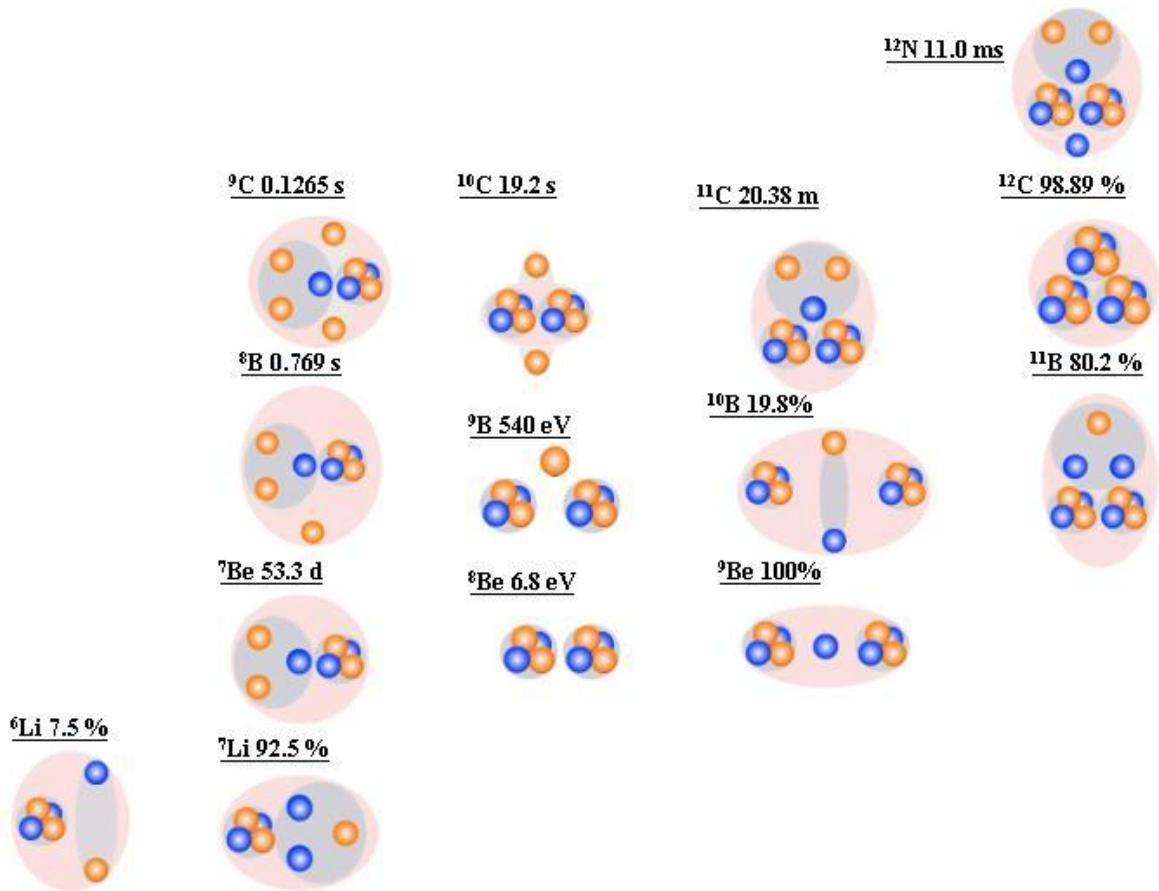 ¹²N 11.0 ms
⁹C 0.1265 s
¹⁰C 19.2 s
¹¹C 20.38 m
¹²C 98.89 %
⁸B 0.769 s
⁹B 540 eV
¹⁰B 19.8%
¹¹B 80.2 %
⁷Be 53.3 d
⁸Be 6.8 eV
⁹Be 100%
⁶Li 7.5 %
⁷Li 92.5 %